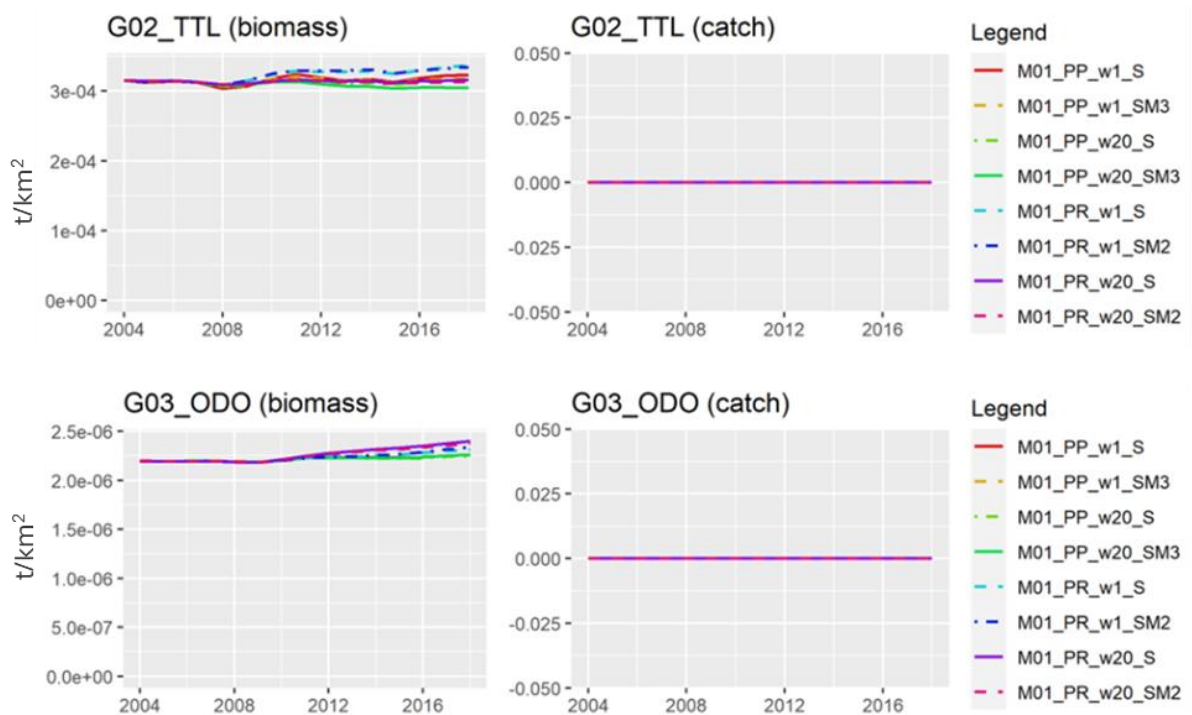 G02_TTL (biomass)
t/km²
3e-04
2e-04
1e-04
0e+00
2004 2008 2012 2016
G02_TTL (catch)
0.050
0.025
0.000
-0.025
-0.050
2004 2008 2012 2016
Legend
M01_PP_w1_S
M01_PP_w1_SM3
M01_PP_w20_S
M01_PP_w20_SM3
M01_PR_w1_S
M01_PR_w1_SM2
M01_PR_w20_S
M01_PR_w20_SM2
G03_ODO (biomass)
t/km²
2.5e-06
2.0e-06
1.5e-06
1.0e-06
5.0e-07
0.0e+00
2004 2008 2012 2016
G03_ODO (catch)
0.050
0.025
0.000
-0.025
-0.050
2004 2008 2012 2016
Legend
M01_PP_w1_S
M01_PP_w1_SM3
M01_PP_w20_S
M01_PP_w20_SM3
M01_PR_w1_S
M01_PR_w1_SM2
M01_PR_w20_S
M01_PR_w20_SM2